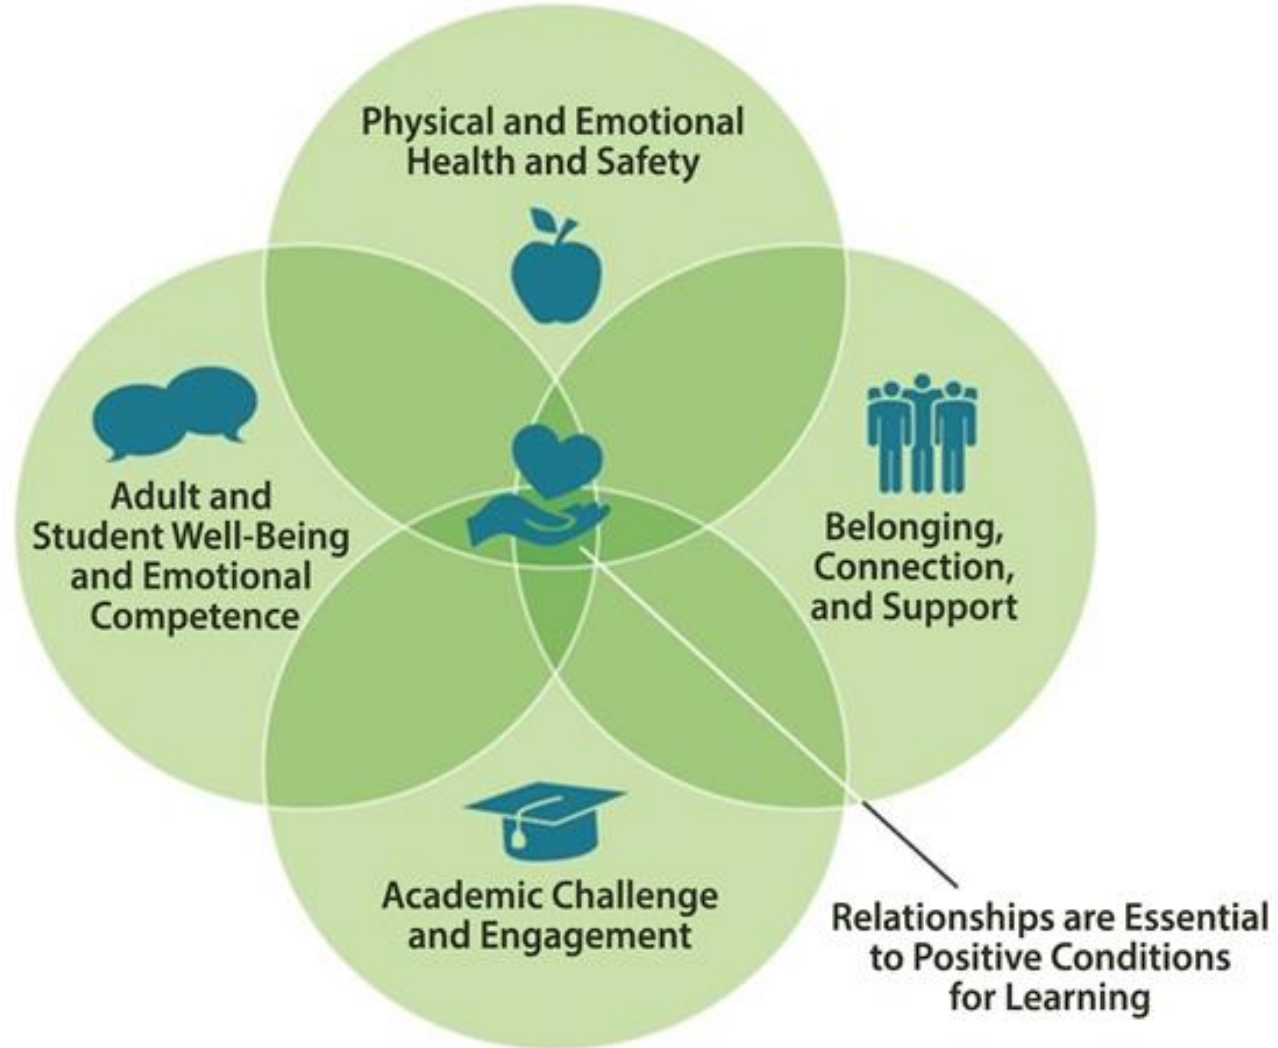 Physical and Emotional
Health and Safety
Adult and
Student Well-Being
and Emotional
Competence
Belonging,
Connection,
and Support
Academic Challenge
and Engagement
Relationships are Essential
to Positive Conditions
for Learning